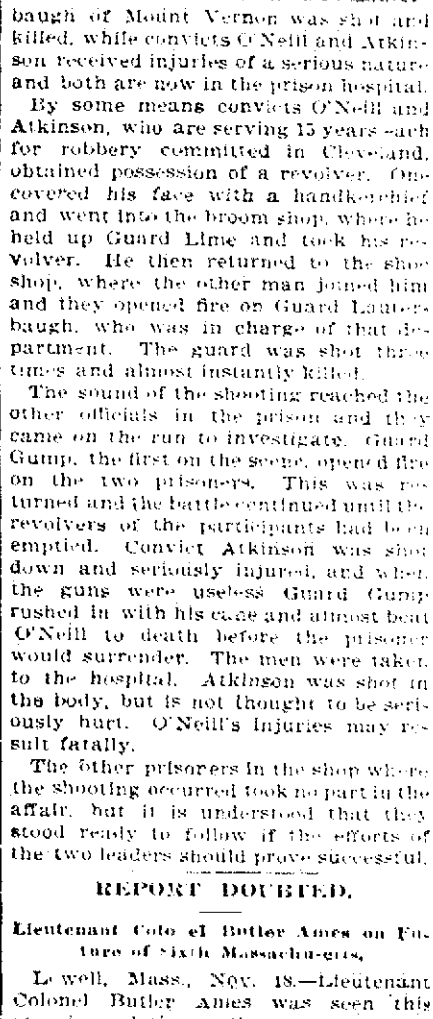 baugh of Mount Vernon was shot and
killed, while convicts O'Neill and Atkin-
son received injuries of a serious nature
and both are now in the prison hospital.
By some means convicts O'Neill and
Atkinson, who are serving 15 years each
for robbery committed in Cleveland,
obtained possession of a revolver. One
covered his face with a handkerchief
and went into the broom shop, where he
held up Guard Lime and took his re-
volver. He then returned to the shoe
shop, where the other man joined him
and they opened fire on Guard Lauter-
baugh, who was in charge of that de-
partment. The guard was shot three
times and almost instantly killed.
The sound of the shooting reached the
other officials in the prison and they
came on the run to investigate. Guard
Gump, the first on the scene, opened fire
on the two prisoners. This was re-
turned and the battle continued until the
revolvers of the participants had been
emptied. Convict Atkinson was shot
down and seriously injured, and when
the guns were useless Guard Gump
rushed in with his cane and almost beat
O'Neill to death before the prisoner
would surrender. The men were taken
to the hospital. Atkinson was shot in
the body, but is not thought to be seri-
ously hurt. O'Neill's injuries may re-
sult fatally.
The other prisoners in the shop where
the shooting occurred took no part in the
affair, but it is understood that they
stood ready to follow if the efforts of
the two leaders should prove successful.
REPORT DOUBTED.
Lieutenant Colo el Butler Ames on Fu-
ture of Sixth Massachusetts.
Lowell, Mass., Nov. 18.—Lieutenant
Colonel Butler Ames was seen this